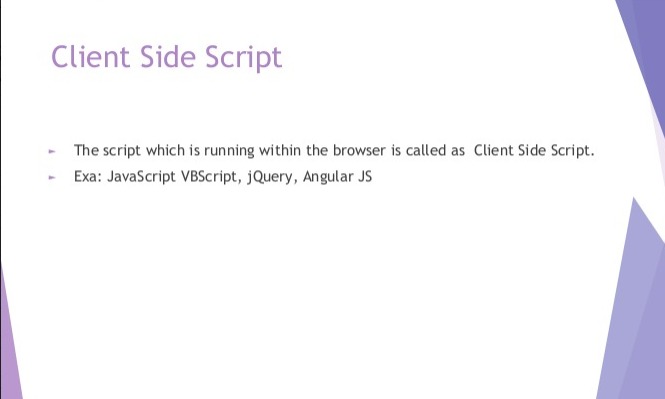 Client Side Script
The script which is running within the browser is called as Client Side Script.
Exa: JavaScript VBScript, jQuery, Angular JS